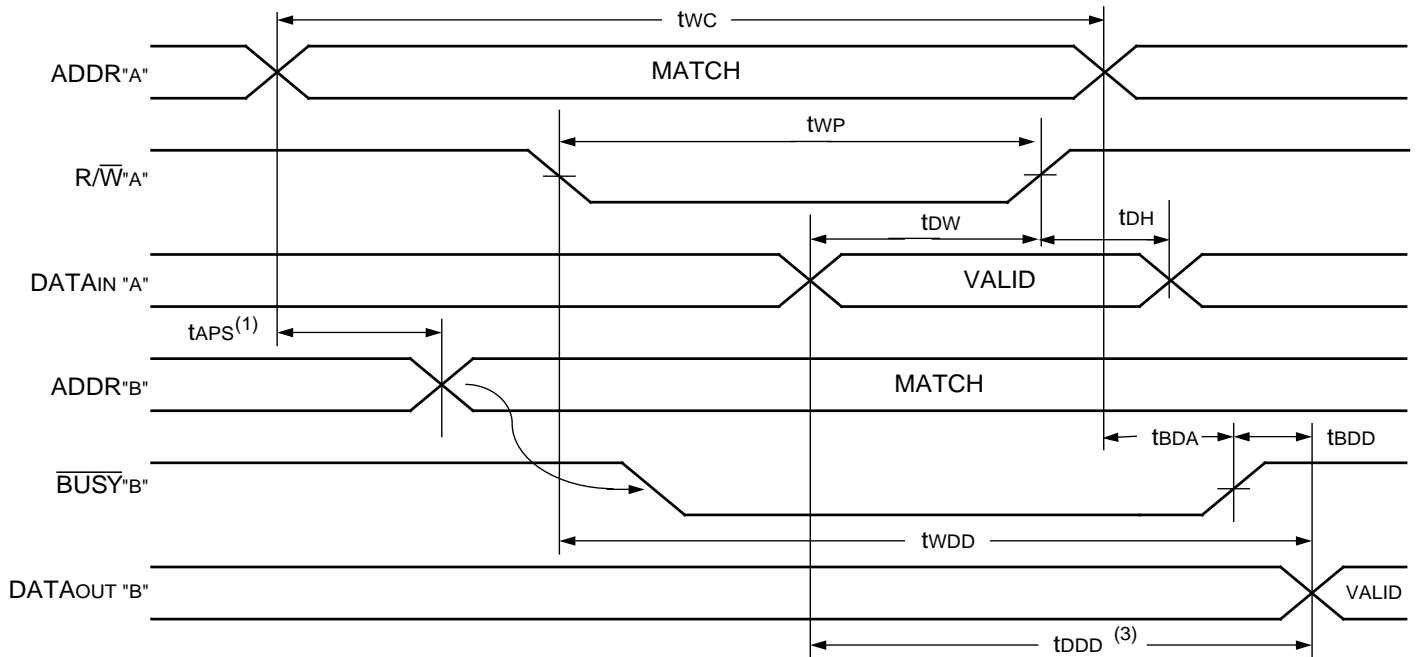 tWC
ADDR"A"
MATCH
tWP
R/W"A"
tDW
tDH
DATAIN "A"
VALID
tAPS(1)
ADDR"B"
MATCH
tBDA
tBDD
BUSY"B"
tWDD
DATAOUT "B"
VALID
tDDD (3)